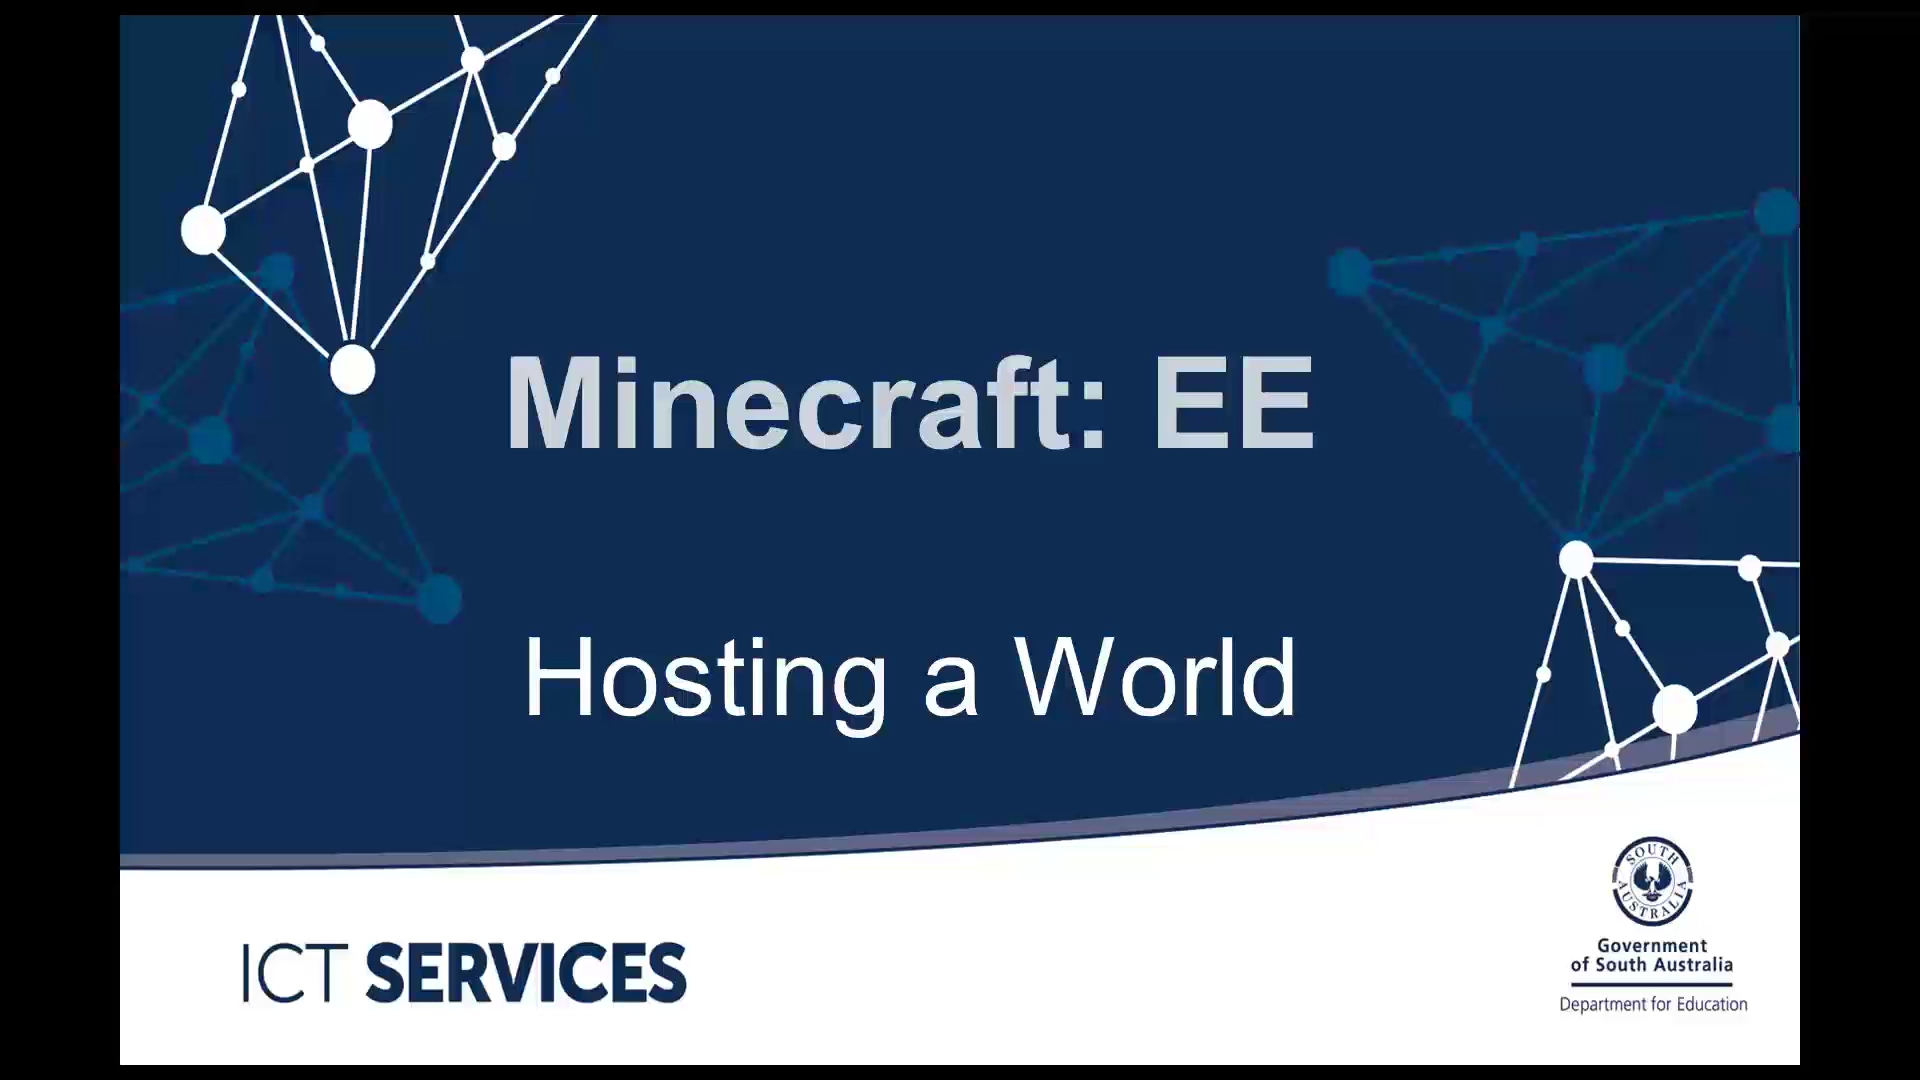 Minecraft: EE
Hosting a World
ICT SERVICES
SOUTH
AUSTRALIA
Government
of South Australia
Department for Education